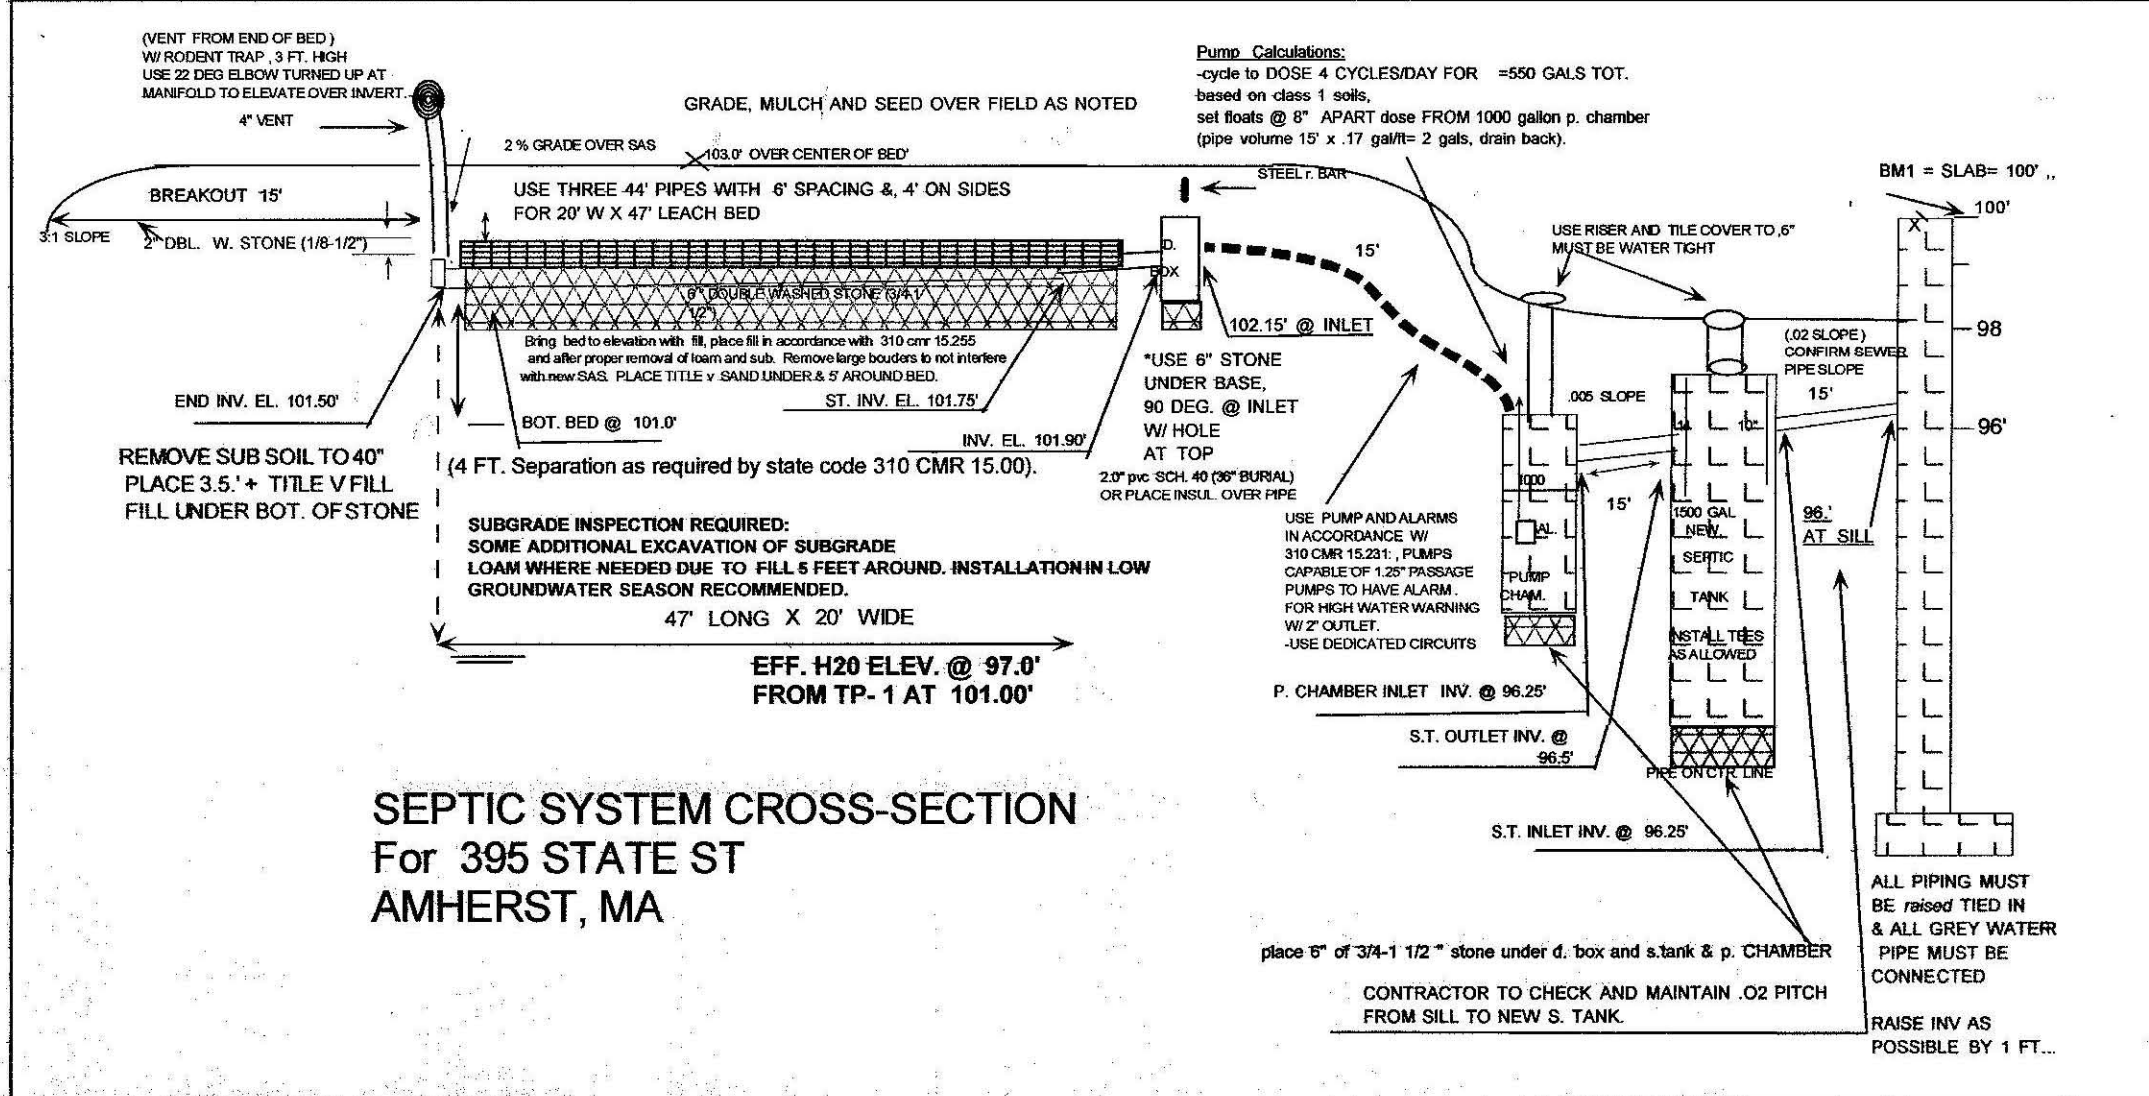 (VENT FROM END OF BED )
W/ RODENT TRAP , 3 FT. HIGH
USE 22 DEG ELBOW TURNED UP AT
MANIFOLD TO ELEVATE OVER INVERT.
4" VENT
GRADE, MULCH AND SEED OVER FIELD AS NOTED
Pump Calculations:
-cycle to DOSE 4 CYCLES/DAY FOR =550 GALS TOT.
based on class 1 soils,
set floats @ 8" APART dose FROM 1000 gallon p. chamber
(pipe volume 15' x .17 gal/ft= 2 gals, drain back).
2 % GRADE OVER SAS
103.0' OVER CENTER OF BED'
STEEL r. BAR
BM1 = SLAB= 100' ,,
100'
BREAKOUT 15'
USE THREE 44' PIPES WITH 6' SPACING &, 4' ON SIDES
FOR 20' W X 47' LEACH BED
3:1 SLOPE
2" DBL. W. STONE (1/8-1/2")
D.
BOX
15'
USE RISER AND TILE COVER TO ,6"
MUST BE WATER TIGHT
6" DOUBLE WASHED STONE (3/4-1
1/2")
102.15' @ INLET
98
(.02 SLOPE )
CONFIRM SEWER
PIPE SLOPE
15'
Bring bed to elevation with fill, place fill in accordance with 310 cmr 15.255
and after proper removal of loam and sub. Remove large bouders to not interfere
with new SAS. PLACE TITLE v SAND UNDER & 5' AROUND BED.
*USE 6" STONE
UNDER BASE,
90 DEG. @ INLET
W/ HOLE
AT TOP
2.0" pvc SCH. 40 (36" BURIAL)
OR PLACE INSUL. OVER PIPE
END INV. EL. 101.50'
ST. INV. EL. 101.75'
BOT. BED @ 101.0'
INV. EL. 101.90'
.005 SLOPE
10"
96'
REMOVE SUB SOIL TO 40"
PLACE 3.5.' + TITLE V FILL
FILL UNDER BOT. OF STONE
(4 FT. Separation as required by state code 310 CMR 15.00).
1000
GAL.
PUMP
CHAM.
15'
1500 GAL
NEW
SEPTIC
TANK
INSTALL TEES
AS ALLOWED
96.'
AT SILL
SUBGRADE INSPECTION REQUIRED:
SOME ADDITIONAL EXCAVATION OF SUBGRADE
LOAM WHERE NEEDED DUE TO FILL 5 FEET AROUND. INSTALLATION IN LOW
GROUNDWATER SEASON RECOMMENDED.
47' LONG X 20' WIDE
USE PUMP AND ALARMS
IN ACCORDANCE W/
310 CMR 15.231: , PUMPS
CAPABLE OF 1.25" PASSAGE
PUMPS TO HAVE ALARM .
FOR HIGH WATER WARNING
W/ 2" OUTLET.
-USE DEDICATED CIRCUITS
EFF. H20 ELEV. @ 97.0'
FROM TP- 1 AT 101.00'
P. CHAMBER INLET INV. @ 96.25'
S.T. OUTLET INV. @
96.5'
PIPE ON CTR. LINE
S.T. INLET INV. @ 96.25'
SEPTIC SYSTEM CROSS-SECTION
For 395 STATE ST
AMHERST, MA
place 6" of 3/4-1 1/2 " stone under d. box and s.tank & p. CHAMBER
CONTRACTOR TO CHECK AND MAINTAIN .O2 PITCH
FROM SILL TO NEW S. TANK.
ALL PIPING MUST
BE raised TIED IN
& ALL GREY WATER
PIPE MUST BE
CONNECTED
RAISE INV AS
POSSIBLE BY 1 FT...